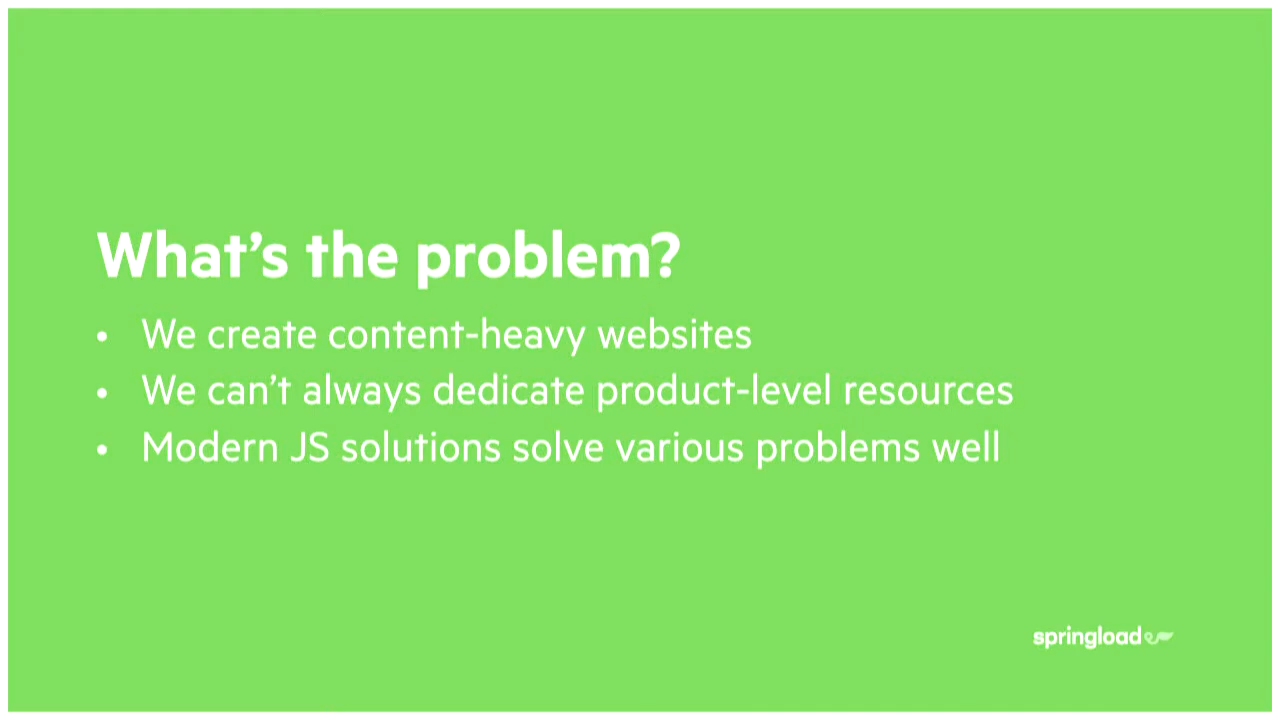 What’s the problem?
• We create content-heavy websites
• We can’t always dedicate product-level resources
• Modern JS solutions solve various problems well
springload